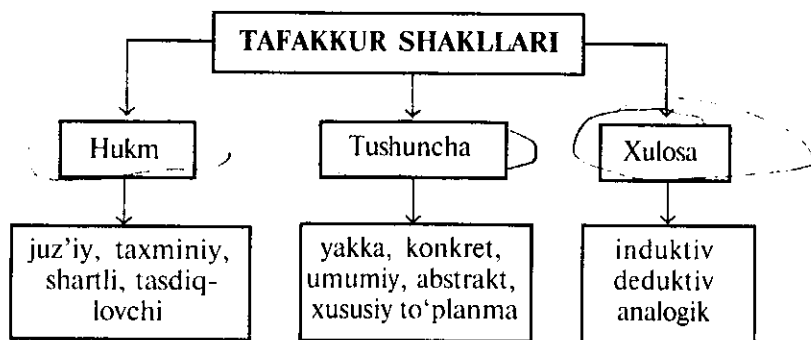 TAFAKKUR SHAKLLARI
Hukm
Tushuncha
Xulosa
juz’iy, taxminiy,
shartli, tasdiq-
lovchi
yakka, konkret,
umumiy, abstrakt,
xususiy to‘planma
induktiv
deduktiv
analogik